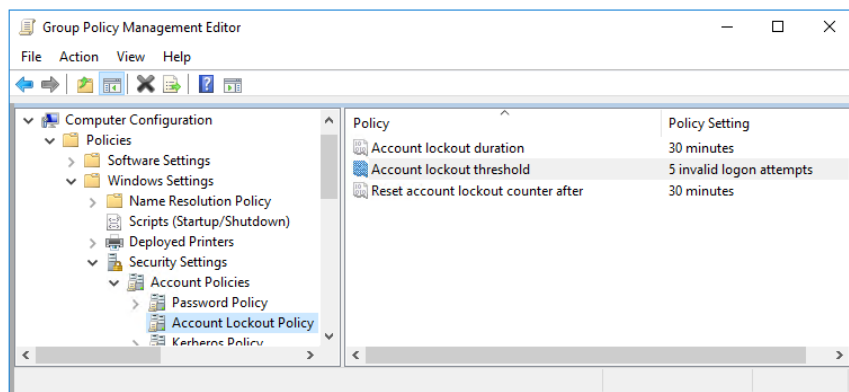 Group Policy Management Editor
File Action View Help
Computer Configuration
Policies
Software Settings
Windows Settings
Name Resolution Policy
Scripts (Startup/Shutdown)
Deployed Printers
Security Settings
Account Policies
Password Policy
Account Lockout Policy
Kerberos Policy
Policy Policy Setting
Account lockout duration 30 minutes
Account lockout threshold 5 invalid logon attempts
Reset account lockout counter after 30 minutes